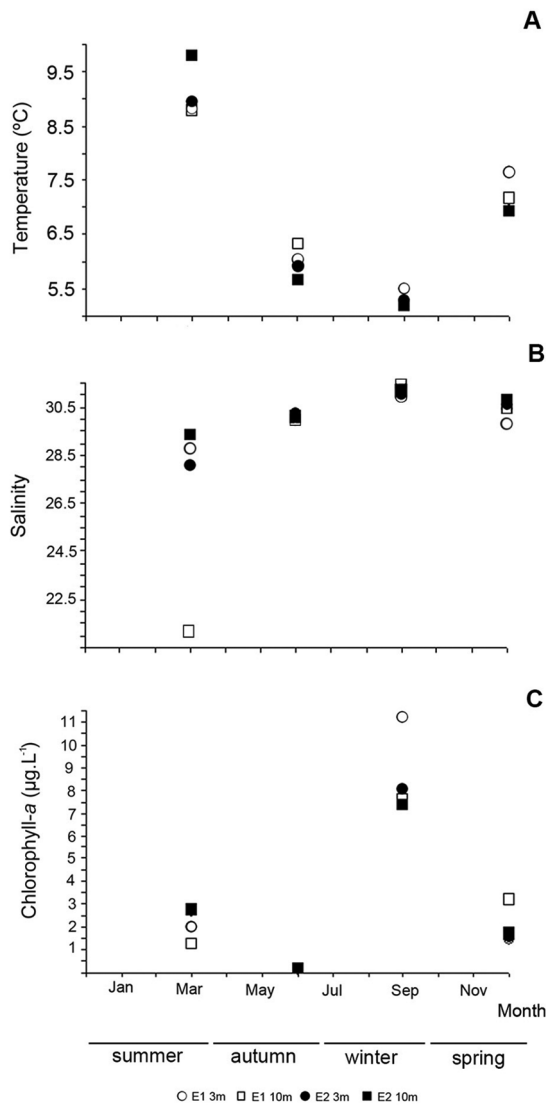 A
Temperature (ºC)
9.5
8.5
7.5
6.5
5.5
B
Salinity
30.5
28.5
26.5
24.5
22.5
C
Chlorophyll-a (µg.L⁻¹)
11
10
9
8
7
6
5
4
3
2
1
Jan Mar May Jul Sep Nov
Month
summer autumn winter spring
E1 3m E1 10m E2 3m E2 10m